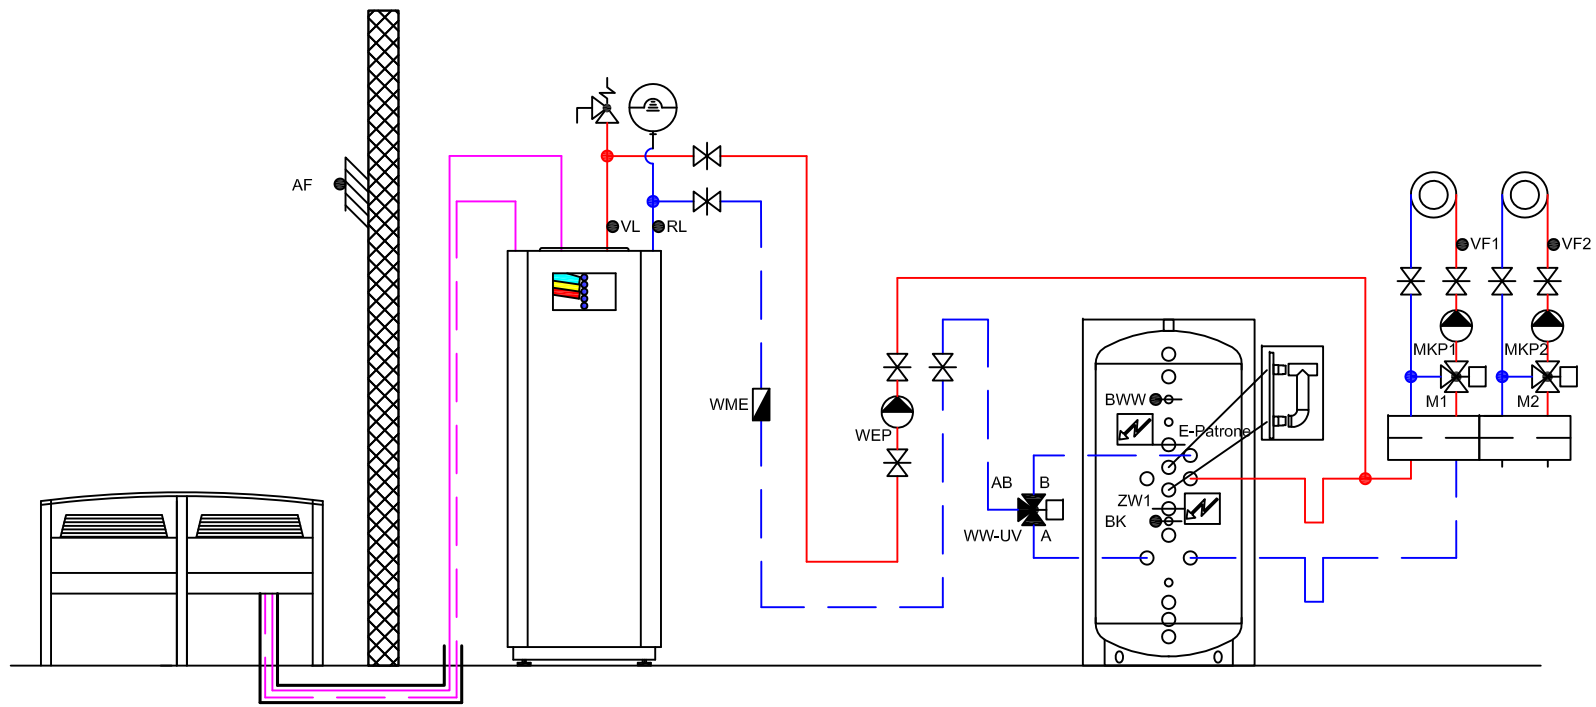 AF
VL
RL
VF1
VF2
MKP1
MKP2
M1
M2
WME
WEP
BWW
E-Patrone
AB
B
ZW1
BK
WW-UV
A